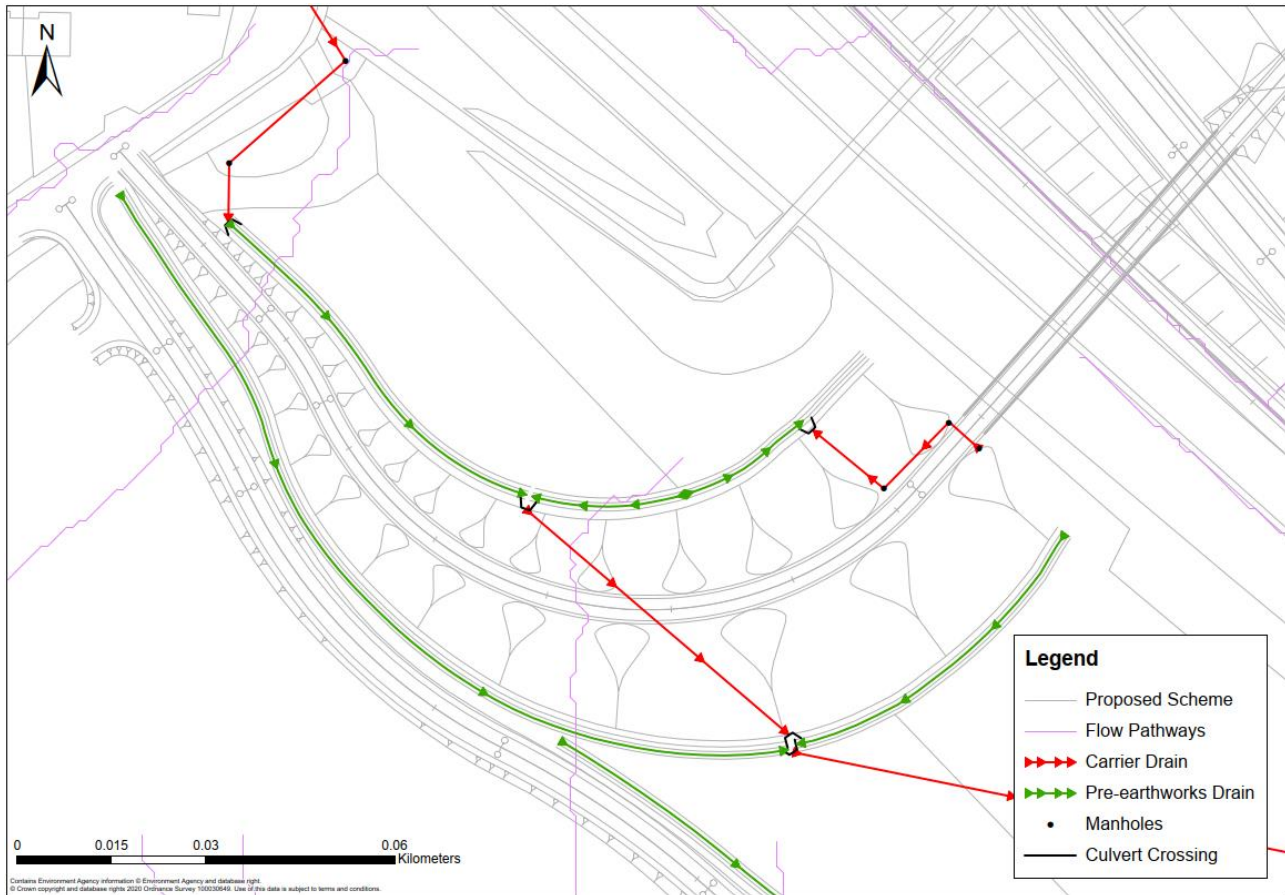 N
Legend
Proposed Scheme
Flow Pathways
Carrier Drain
Pre-earthworks Drain
Manholes
Culvert Crossing
0 0.015 0.03 0.06
Kilometers
Contains Environment Agency information © Environment Agency and database right.
© Crown copyright and database rights 2020 Ordnance Survey 100030649. Use of this data is subject to terms and conditions.